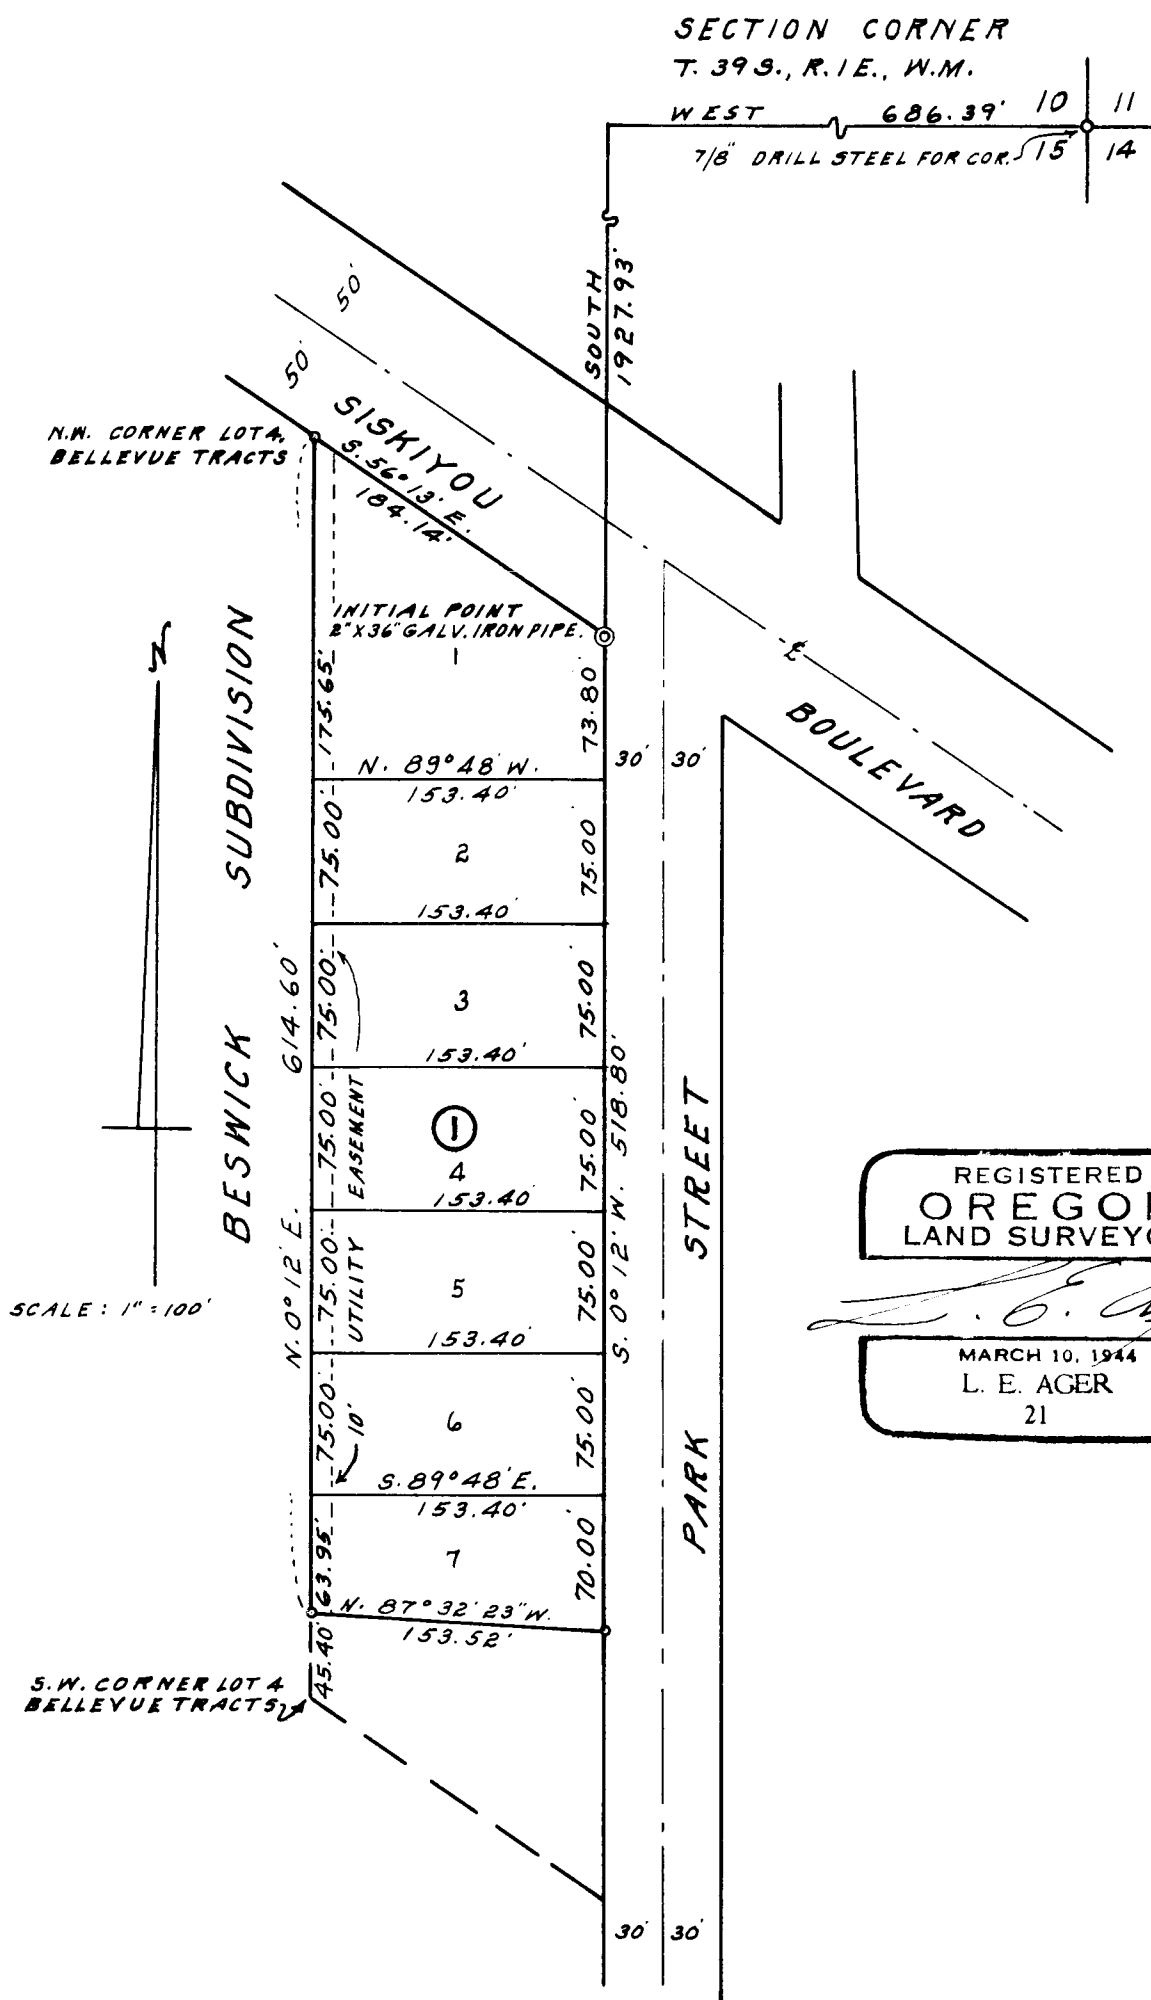 SECTION CORNER
T. 39 S., R. 1 E., W.M.
WEST 686.39' 10 11
7/8" DRILL STEEL FOR COR. 15 14
SOUTH
1927.93'
50'
50'
SISKIYOU
S. 56° 13' E.
184.14'
N.W. CORNER LOT 4,
BELLEVUE TRACTS
INITIAL POINT
2" X 36" GALV. IRON PIPE.
1
175.65'
73.80
N. 89° 48' W.
153.40'
30' 30'
℄
BOULEVARD
N
BESWICK SUBDIVISION
75.00'
2
75.00
153.40'
75.00'
3
75.00'
153.40'
N. 0° 12' E. 614.60'
S. 0° 12' W. 518.80'
75.00'
1
4
75.00'
153.40'
UTILITY EASEMENT
75.00'
5
75.00'
153.40'
75.00'
10'
6
75.00'
S. 89° 48' E.
153.40'
63.95'
7
70.00'
N. 87° 32' 23" W.
153.52'
45.40'
S.W. CORNER LOT 4
BELLEVUE TRACTS
SCALE: 1" = 100'
PARK STREET
30' 30'
REGISTERED
OREGO
LAND SURVEYO
L. E.
MARCH 10, 1944
L. E. AGER
21